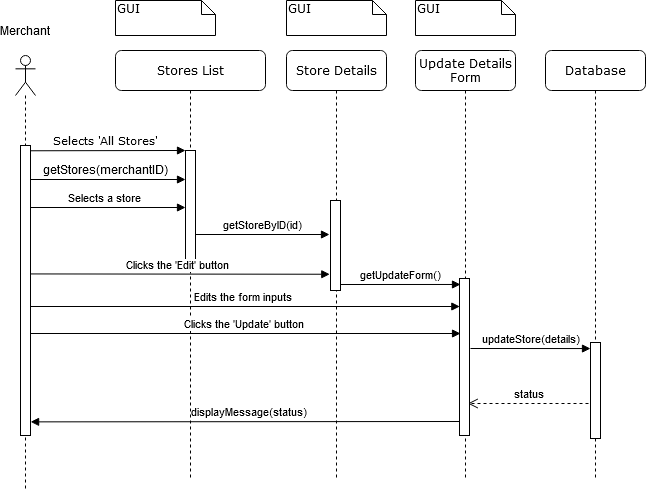 GUI
GUI
GUI
Merchant
Stores List
Store Details
Update Details
Form
Database
Selects 'All Stores'
getStores(merchantID)
Selects a store
getStoreByID(id)
Clicks the 'Edit' button
getUpdateForm()
Edits the form inputs
Clicks the 'Update' button
updateStore(details)
status
displayMessage(status)